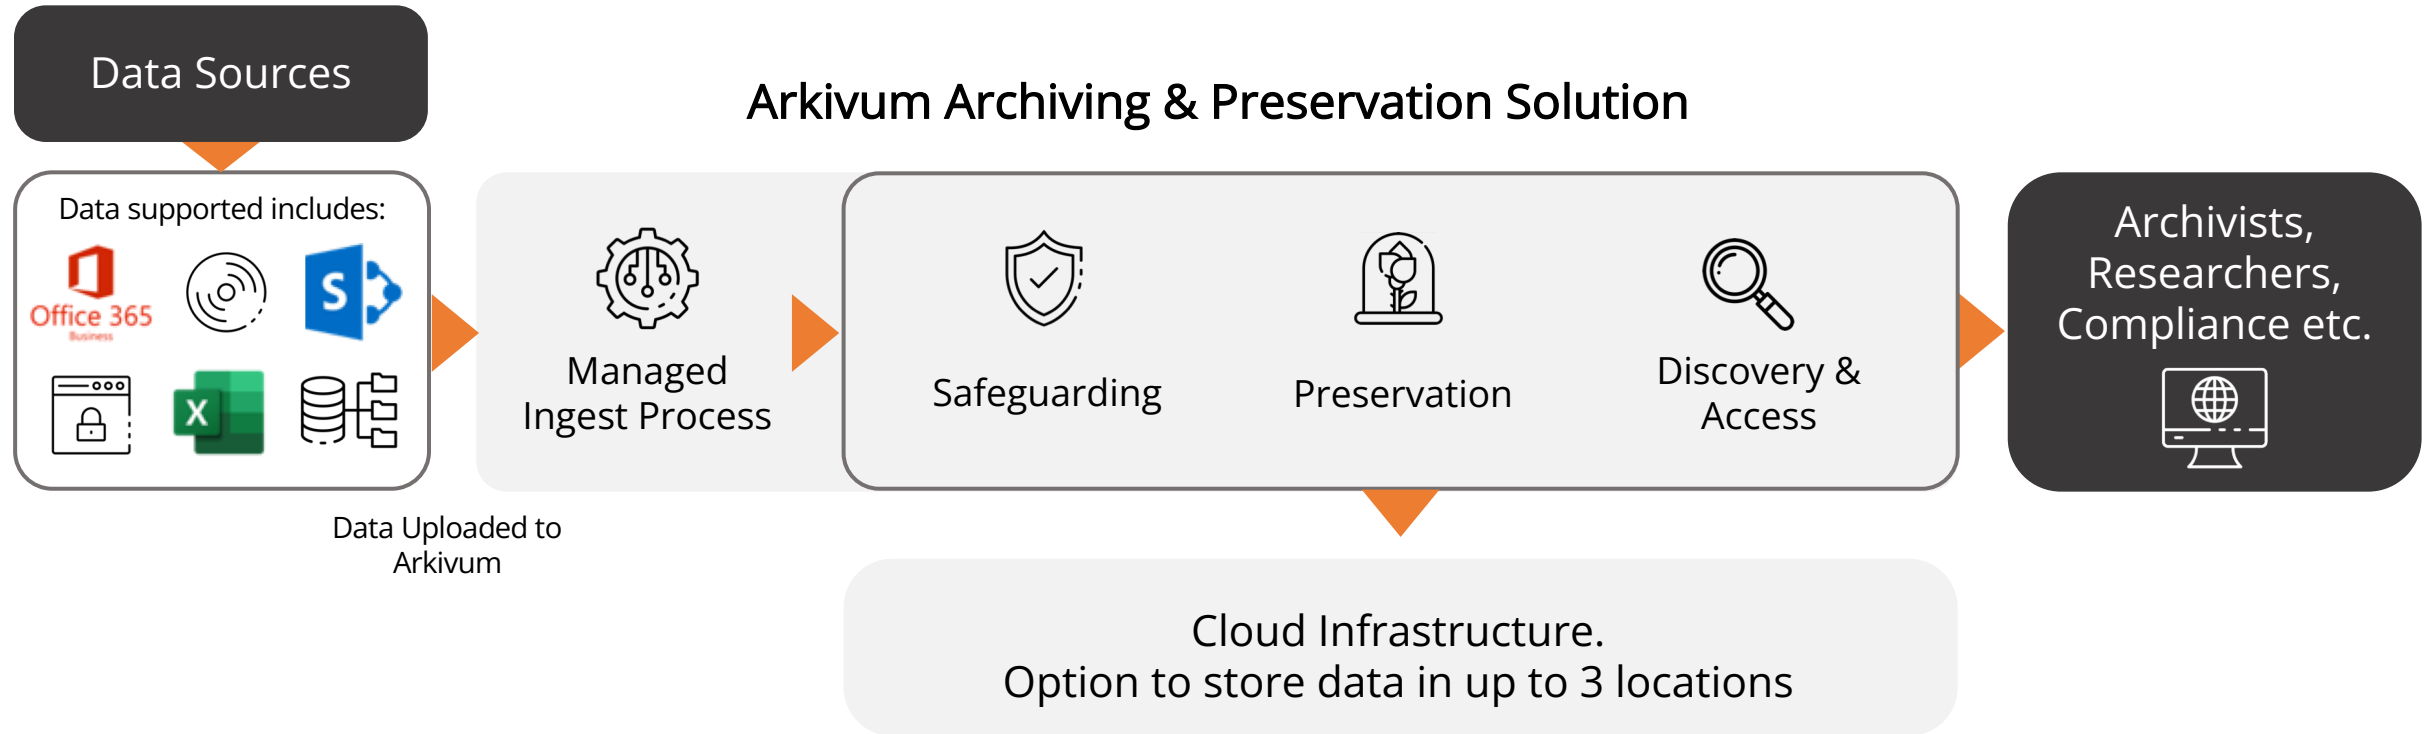 Data Sources
Arkivum Archiving & Preservation Solution
Data supported includes:
Office 365
Business
S
X
Data Uploaded to
Arkivum
Managed
Ingest Process
Safeguarding
Preservation
Discovery &
Access
Archivists,
Researchers,
Compliance etc.
Cloud Infrastructure.
Option to store data in up to 3 locations